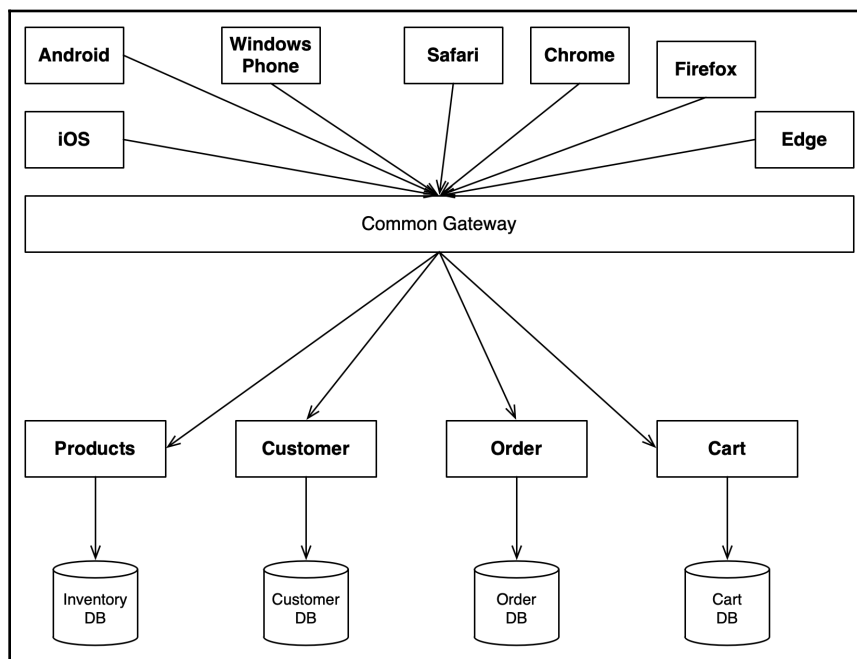 Android
Windows
Phone
Safari
Chrome
Firefox
iOS
Edge
Common Gateway
Products
Customer
Order
Cart
Inventory
DB
Customer
DB
Order
DB
Cart
DB